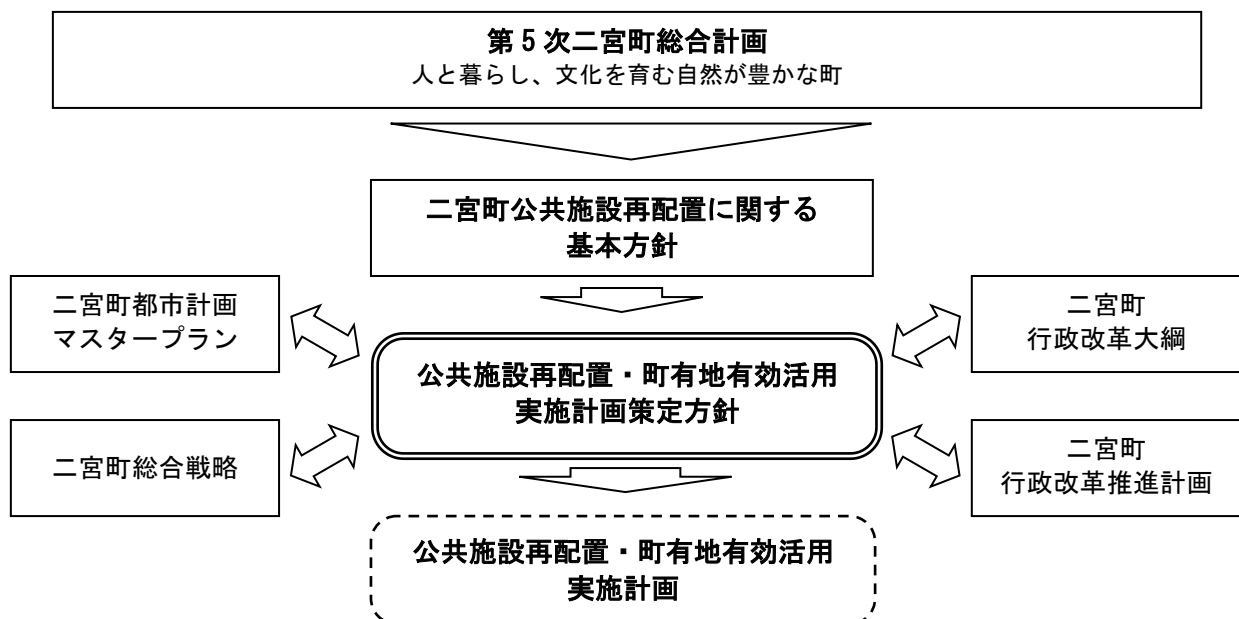 第5次二宮町総合計画
人と暮らし、文化を育む自然が豊かな町
二宮町公共施設再配置に関する
基本方針
二宮町都市計画
マスタープラン
二宮町
行政改革大綱
公共施設再配置・町有地有効活用
実施計画策定方針
二宮町総合戦略
二宮町
行政改革推進計画
公共施設再配置・町有地有効活用
実施計画